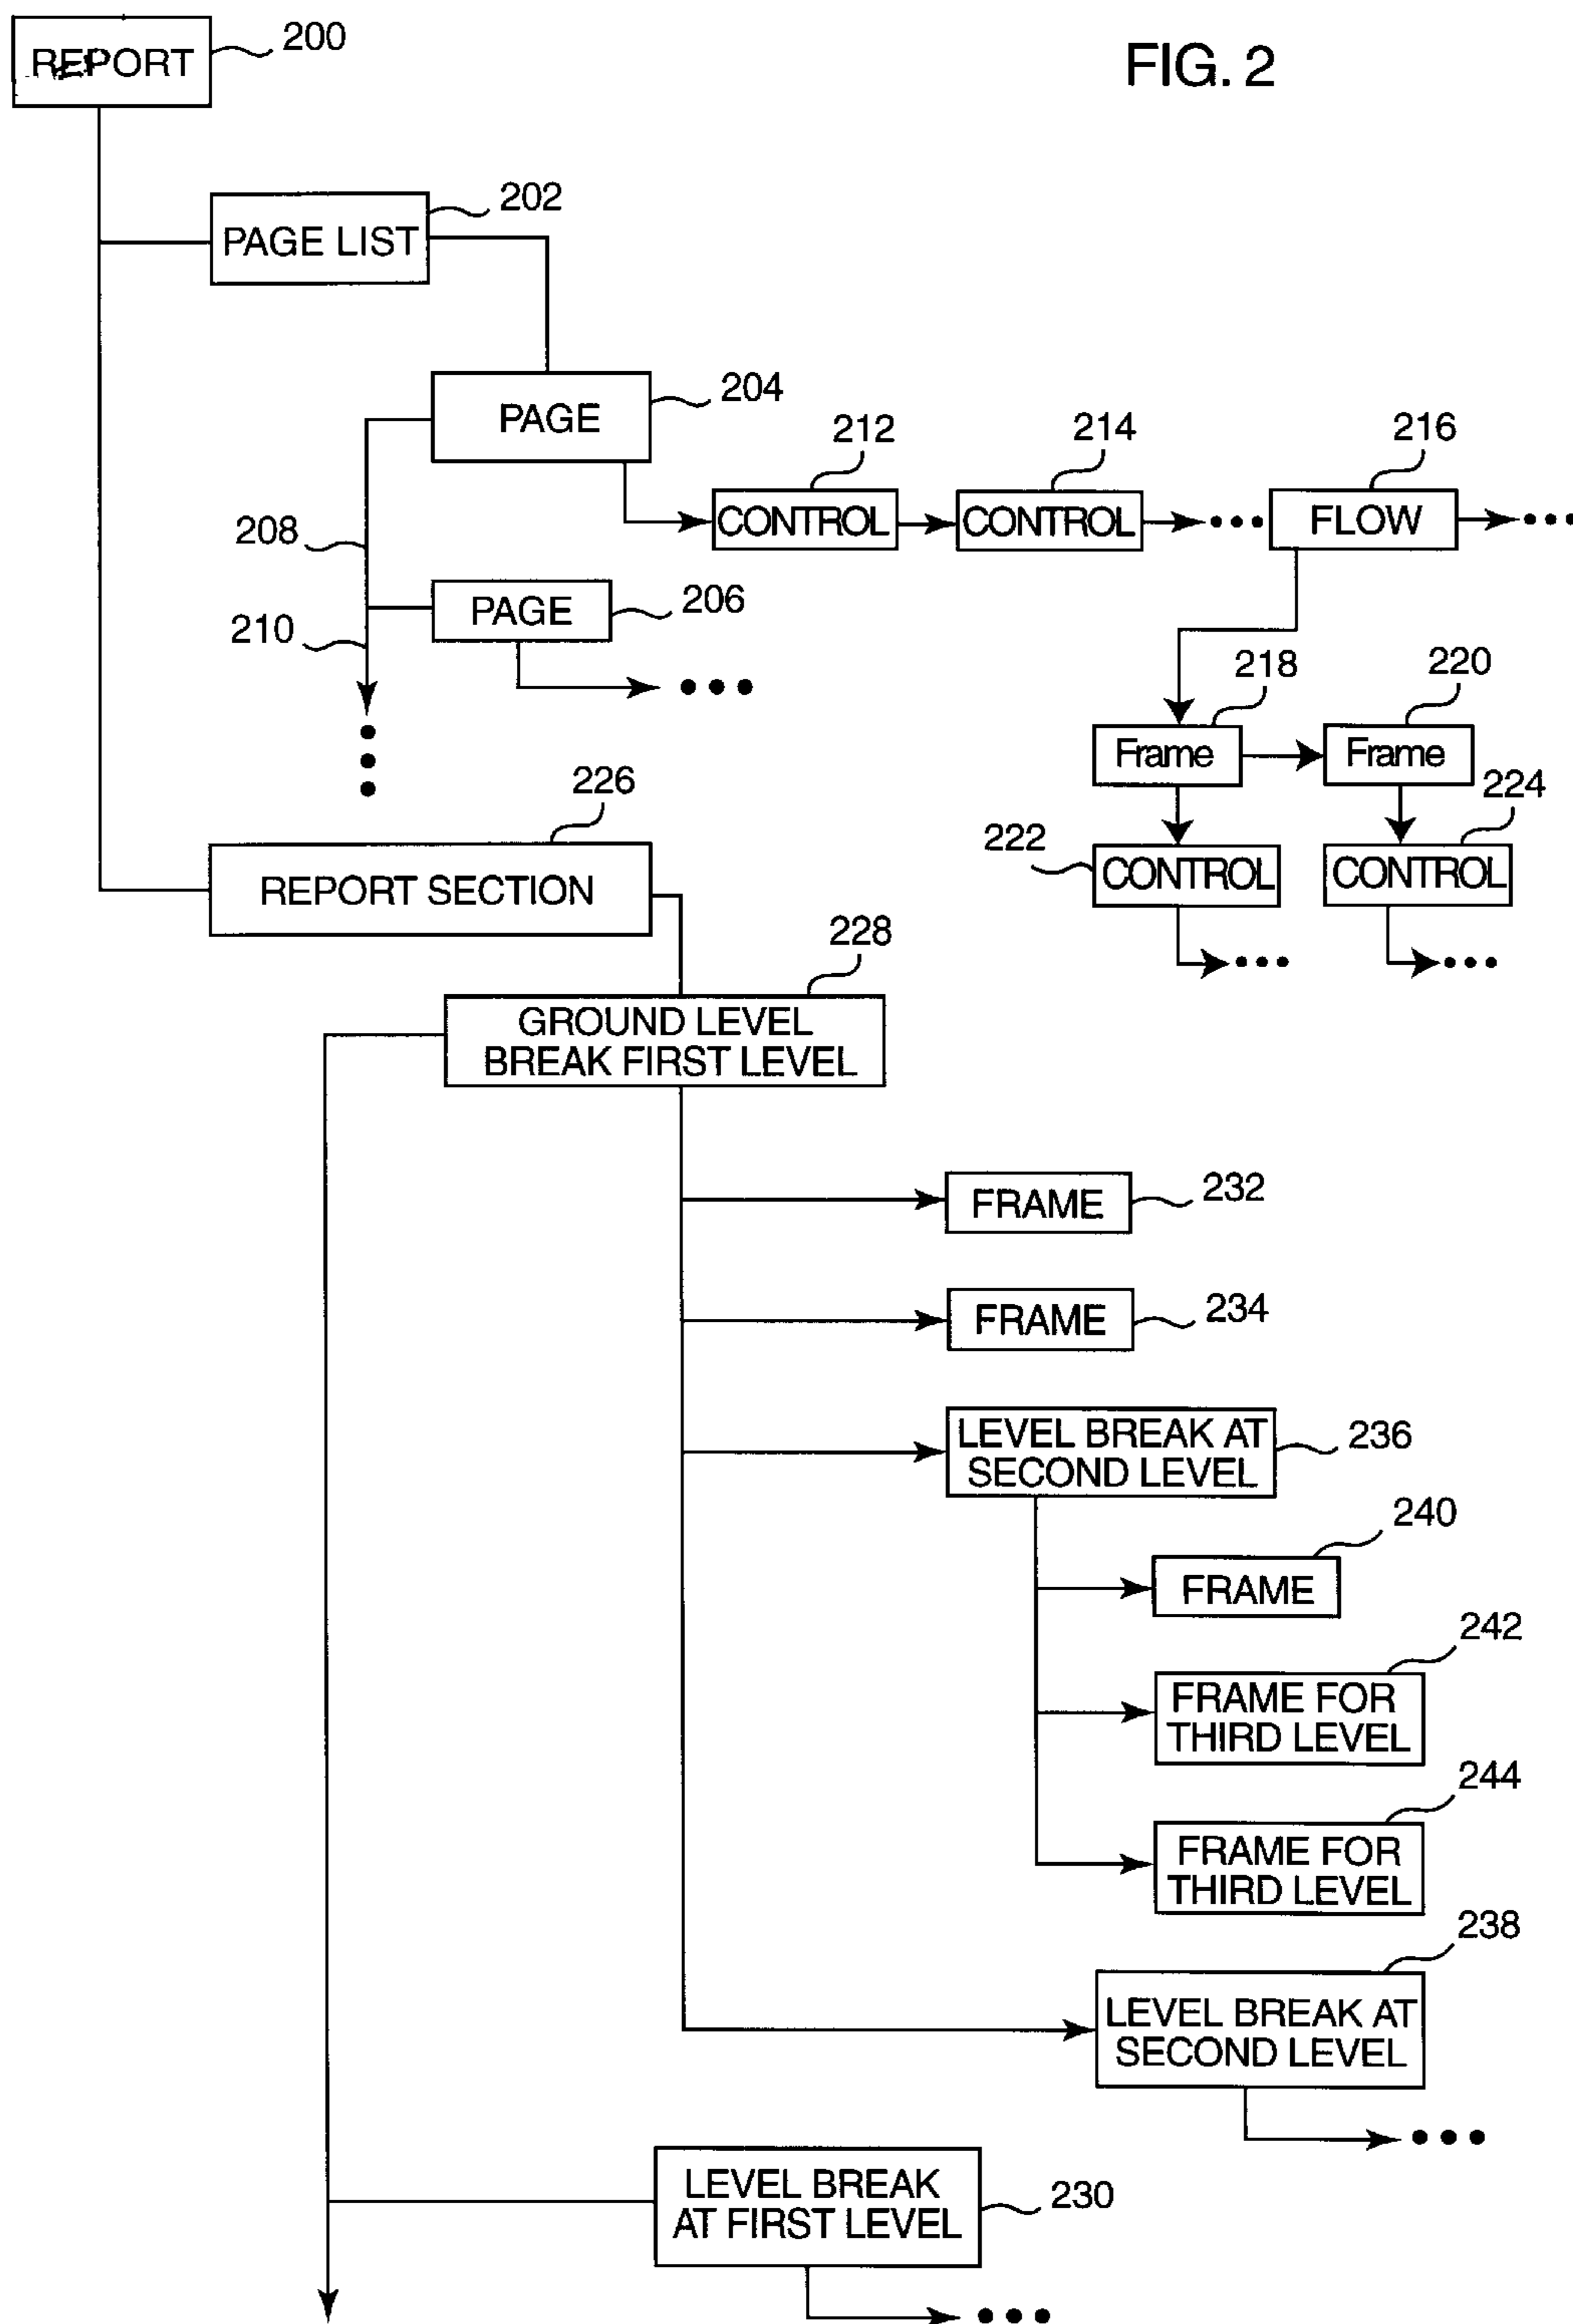 REPORT
200
FIG. 2
PAGE LIST
202
PAGE
204
212
214
216
CONTROL
CONTROL
FLOW
208
PAGE
206
210
218
220
Frame
Frame
226
222
224
CONTROL
CONTROL
REPORT SECTION
228
GROUND LEVEL
BREAK FIRST LEVEL
FRAME
232
FRAME
234
LEVEL BREAK AT
SECOND LEVEL
236
240
FRAME
242
FRAME FOR
THIRD LEVEL
244
FRAME FOR
THIRD LEVEL
238
LEVEL BREAK AT
SECOND LEVEL
LEVEL BREAK
AT FIRST LEVEL
230